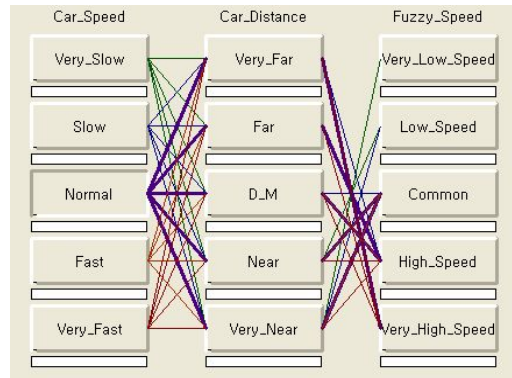 Car_Speed Car_Distance Fuzzy_Speed
Very_Slow Very_Far Very_Low_Speed
Slow Far Low_Speed
Normal D_M Common
Fast Near High_Speed
Very_Fast Very_Near Very_High_Speed